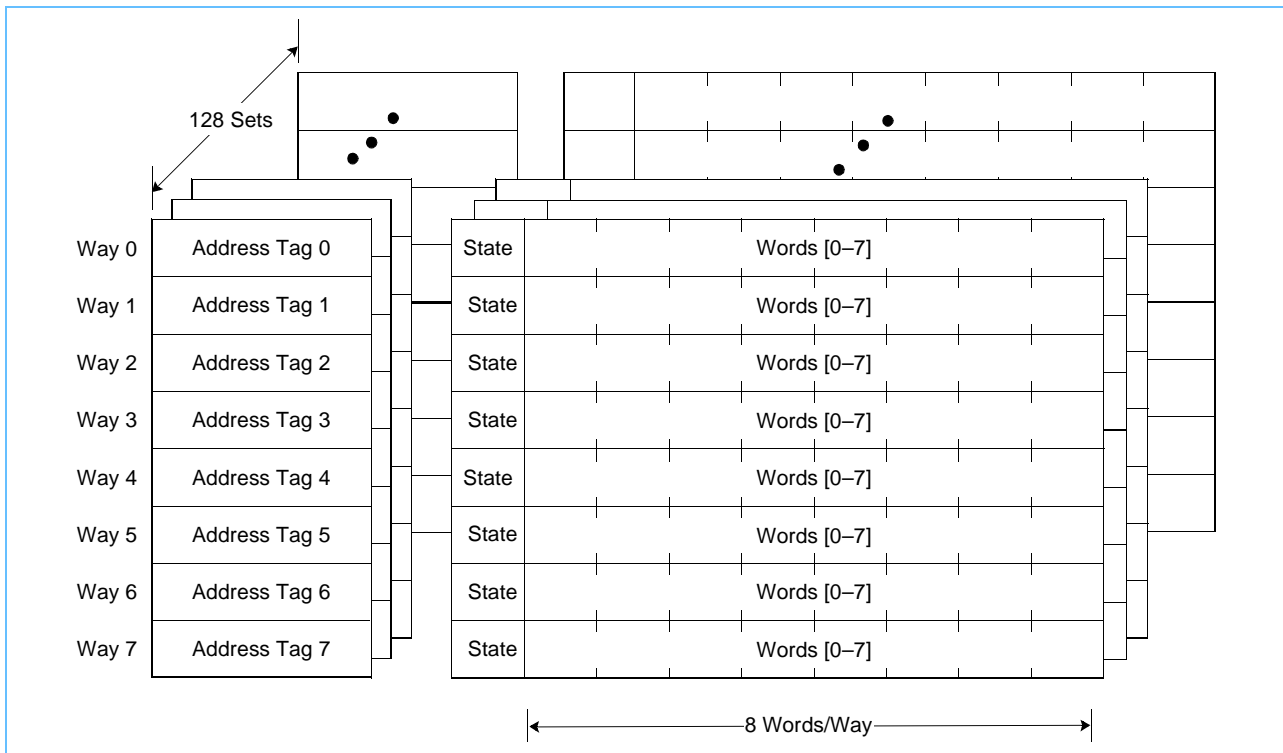 128 Sets
Way 0 Address Tag 0 State Words [0–7]
Way 1 Address Tag 1 State Words [0–7]
Way 2 Address Tag 2 State Words [0–7]
Way 3 Address Tag 3 State Words [0–7]
Way 4 Address Tag 4 State Words [0–7]
Way 5 Address Tag 5 State Words [0–7]
Way 6 Address Tag 6 State Words [0–7]
Way 7 Address Tag 7 State Words [0–7]
8 Words/Way